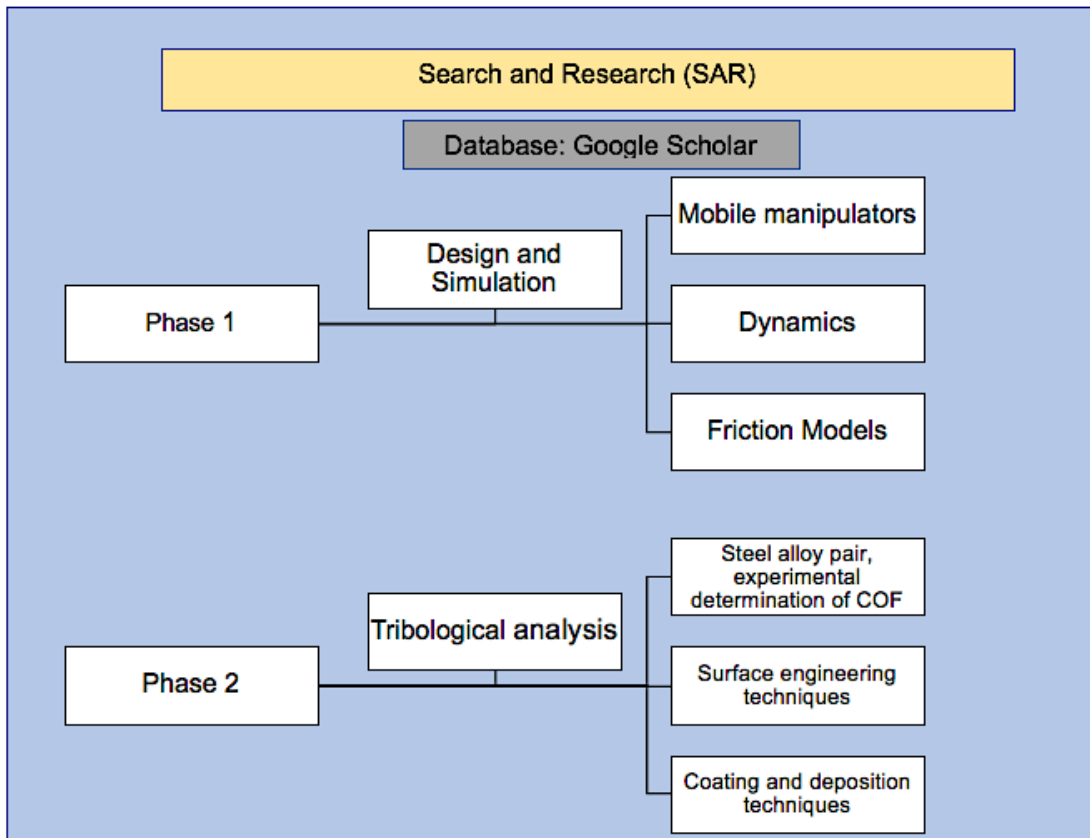 Search and Research (SAR)
Database: Google Scholar
Mobile manipulators
Design and
Simulation
Phase 1
Dynamics
Friction Models
Steel alloy pair,
experimental
determination of COF
Tribological analysis
Phase 2
Surface engineering
techniques
Coating and deposition
techniques